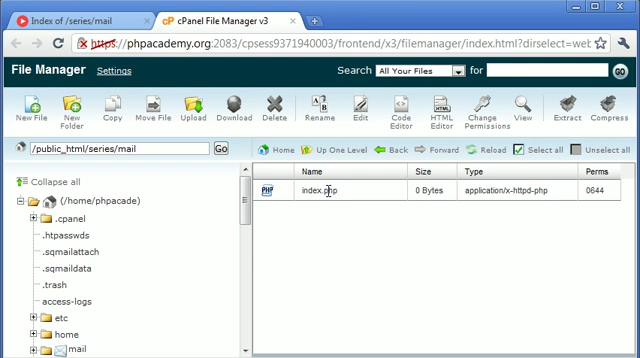 Index of /series/mail
cP cPanel File Manager v3
https://phpacademy.org:2083/cpsess9371940003/frontend/x3/filemanager/index.html?dirselect=web
File Manager Settings Search All Your Files for GO
New File New Folder Copy Move File Upload Download Delete Rename Edit Code Editor HTML Editor Change Permissions View Extract Compress
/public_html/series/mail Go Home Up One Level Back Forward Reload Select all Unselect all
Collapse all
Name Size Type Perms
PHP index.php 0 Bytes application/x-httpd-php 0644
(/home/phpacade)
.cpanel
.htpasswds
.sqmailattach
.sqmaildata
.trash
access-logs
etc
home
mail